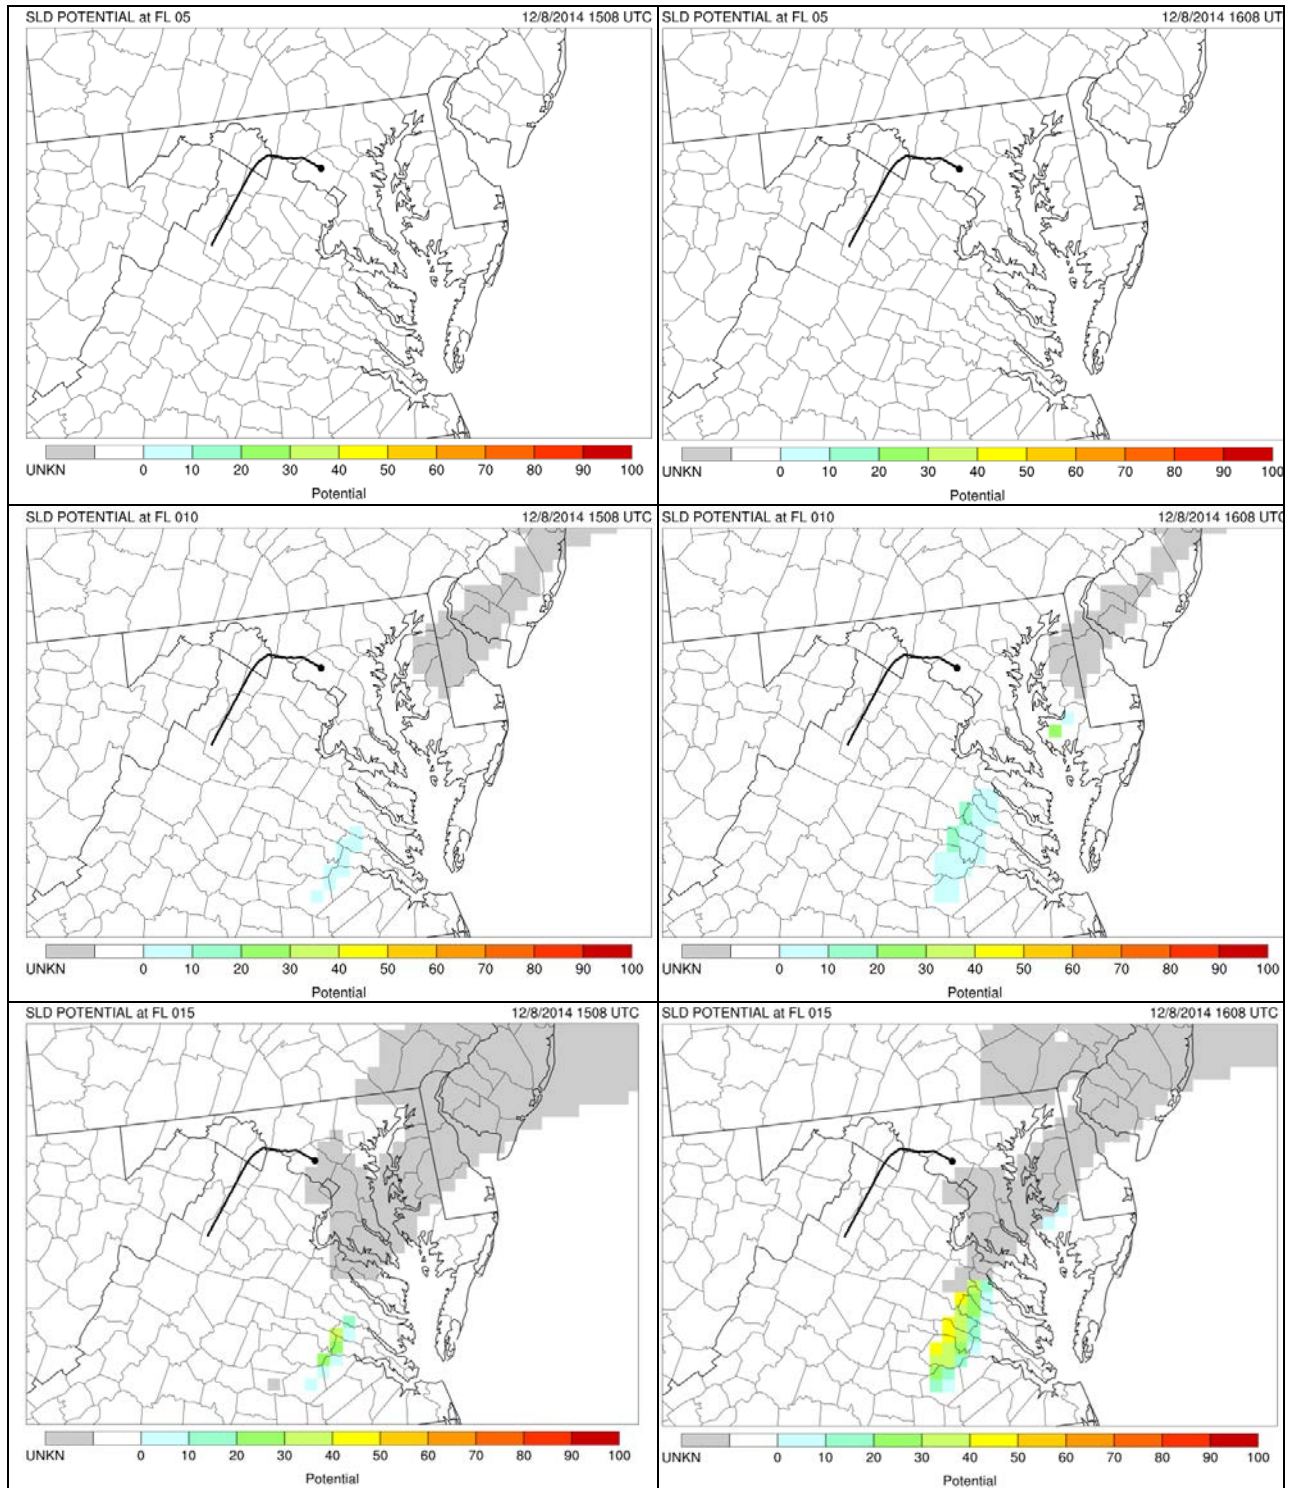 SLD POTENTIAL at FL 05 12/8/2014 1508 UTC
UNKN 0 10 20 30 40 50 60 70 80 90 100
Potential
SLD POTENTIAL at FL 05 12/8/2014 1608 UT
UNKN 0 10 20 30 40 50 60 70 80 90 100
Potential
SLD POTENTIAL at FL 010 12/8/2014 1508 UTC
UNKN 0 10 20 30 40 50 60 70 80 90 100
Potential
SLD POTENTIAL at FL 010 12/8/2014 1608 UTC
UNKN 0 10 20 30 40 50 60 70 80 90 100
Potential
SLD POTENTIAL at FL 015 12/8/2014 1508 UTC
UNKN 0 10 20 30 40 50 60 70 80 90 100
Potential
SLD POTENTIAL at FL 015 12/8/2014 1608 UTC
UNKN 0 10 20 30 40 50 60 70 80 90 100
Potential